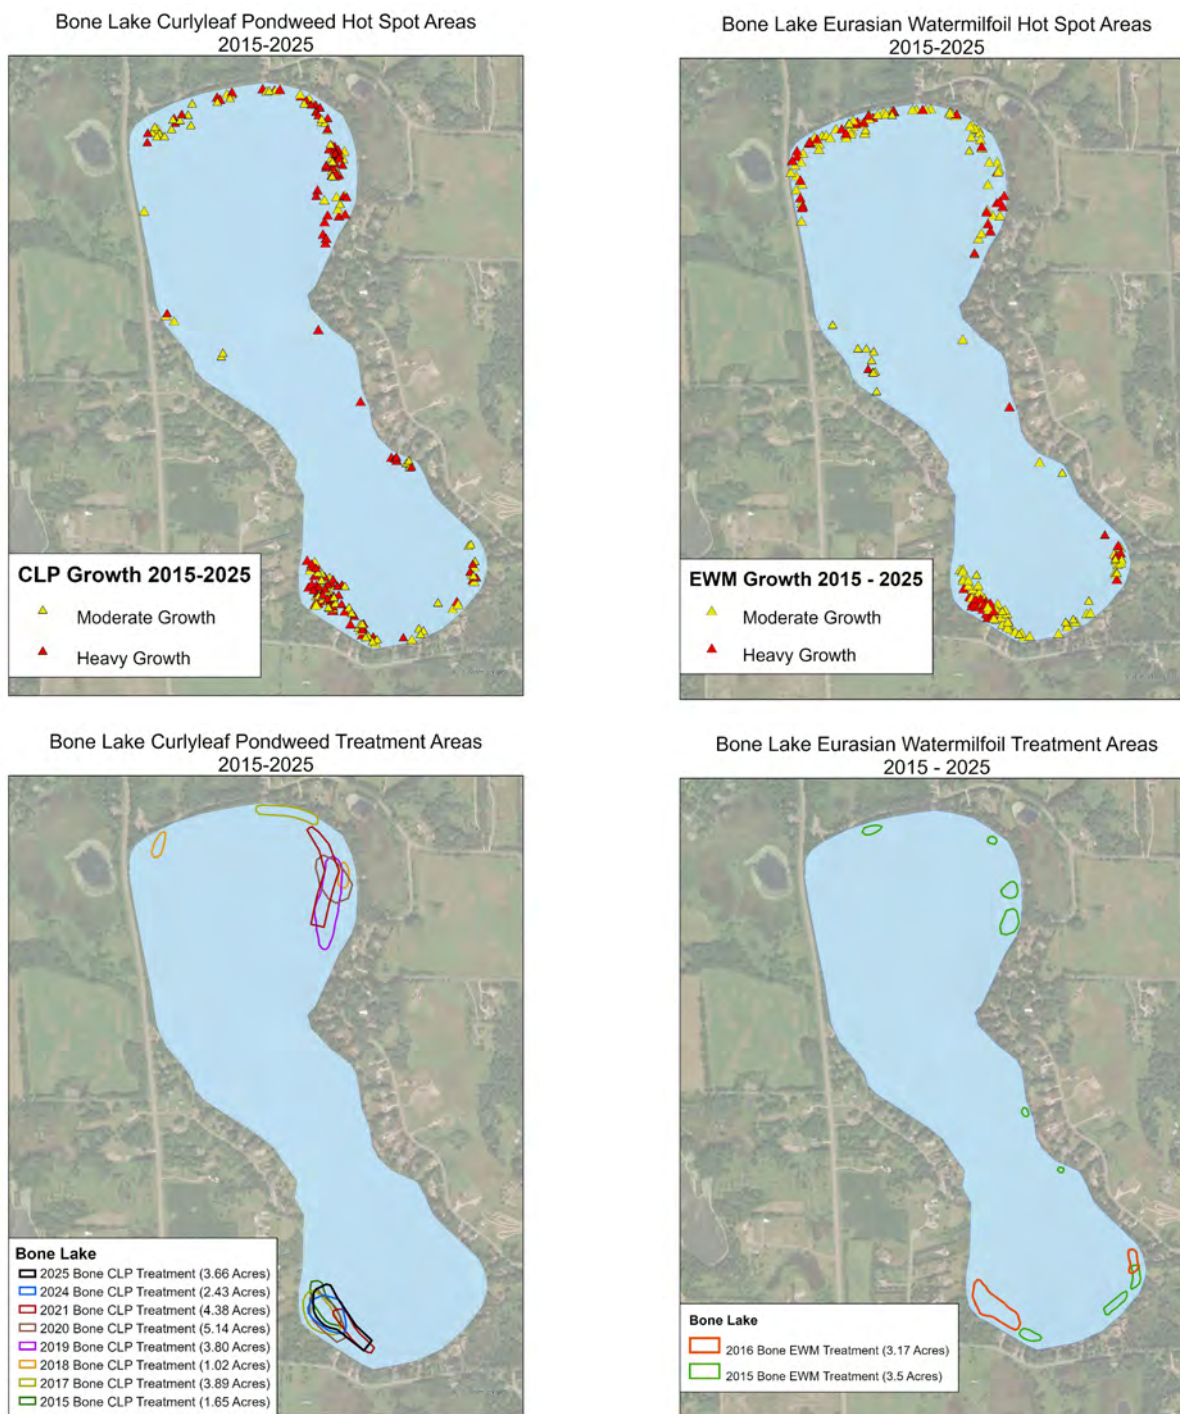 Bone Lake Curlyleaf Pondweed Hot Spot Areas
2015-2025
CLP Growth 2015-2025
Moderate Growth
Heavy Growth
Bone Lake Eurasian Watermilfoil Hot Spot Areas
2015-2025
EWM Growth 2015 - 2025
Moderate Growth
Heavy Growth
Bone Lake Curlyleaf Pondweed Treatment Areas
2015-2025
Bone Lake
2025 Bone CLP Treatment (3.66 Acres)
2024 Bone CLP Treatment (2.43 Acres)
2021 Bone CLP Treatment (4.38 Acres)
2020 Bone CLP Treatment (5.14 Acres)
2019 Bone CLP Treatment (3.80 Acres)
2018 Bone CLP Treatment (1.02 Acres)
2017 Bone CLP Treatment (3.89 Acres)
2015 Bone CLP Treatment (1.65 Acres)
Bone Lake Eurasian Watermilfoil Treatment Areas
2015 - 2025
Bone Lake
2016 Bone EWM Treatment (3.17 Acres)
2015 Bone EWM Treatment (3.5 Acres)